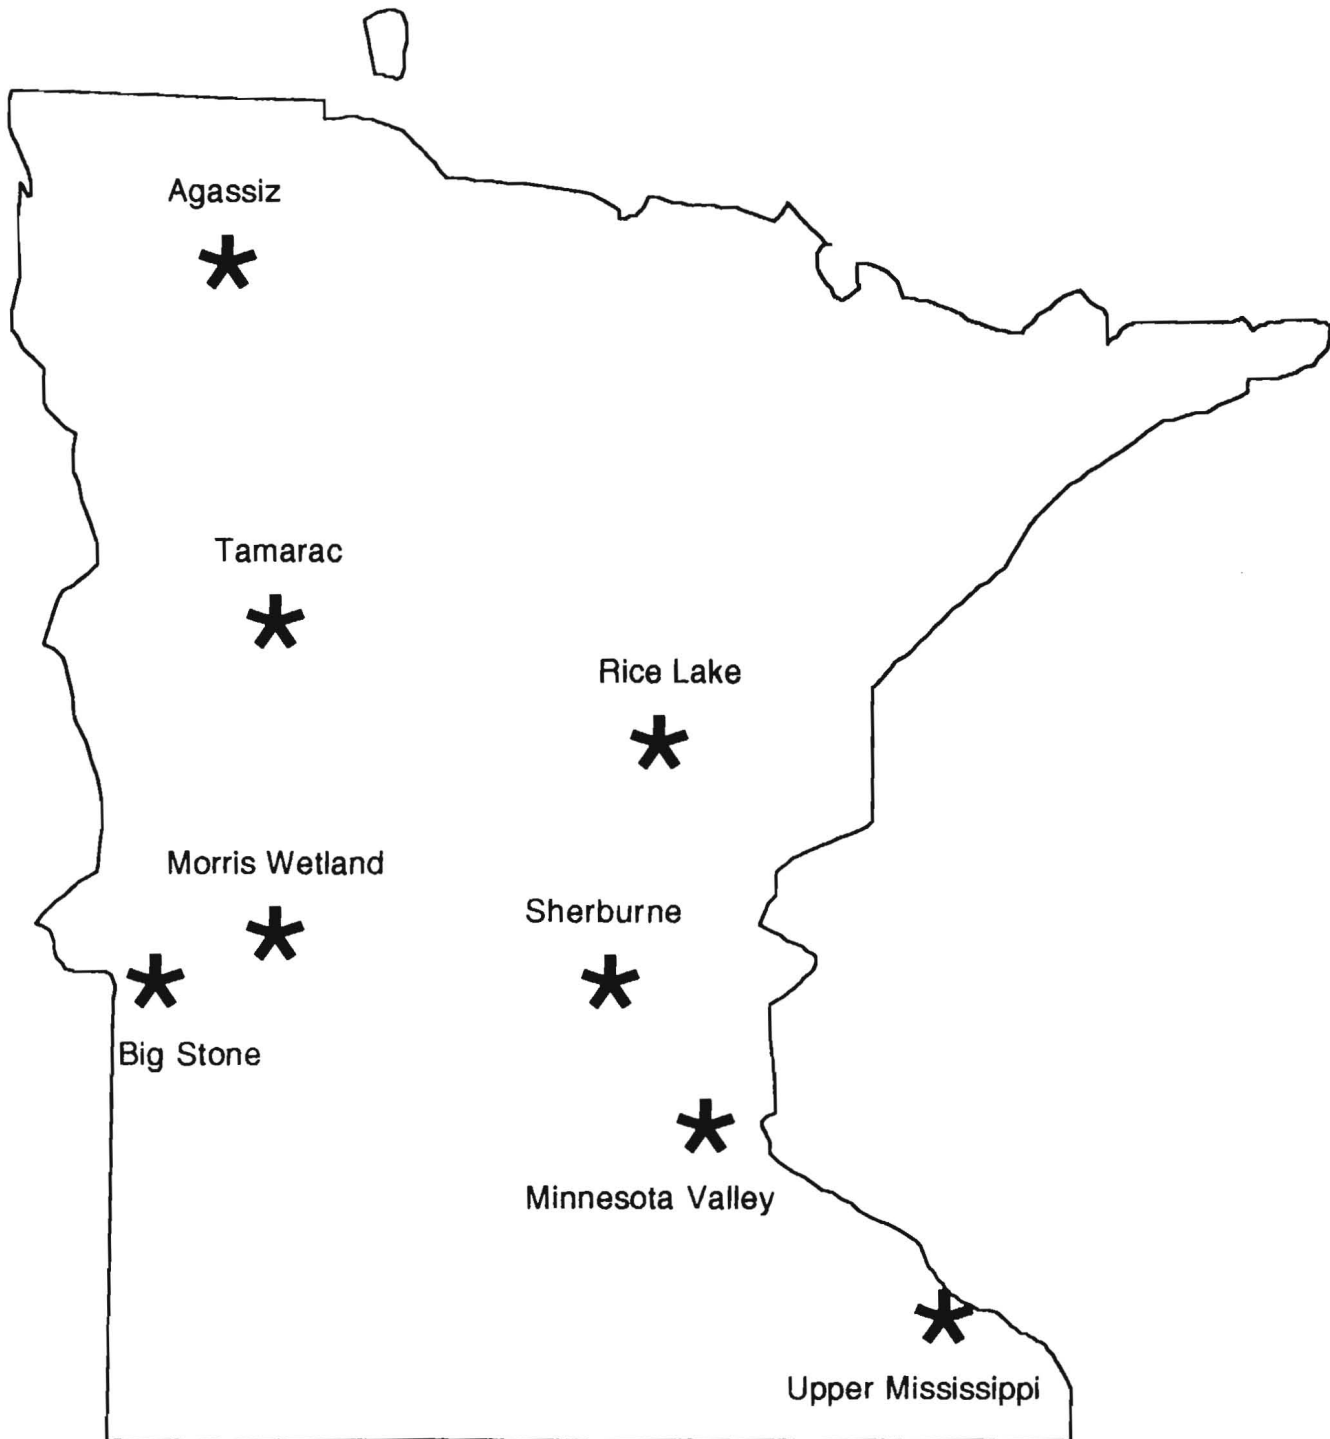 Agassiz
Tamarac
Rice Lake
Morris Wetland
Sherburne
Big Stone
Minnesota Valley
Upper Mississippi